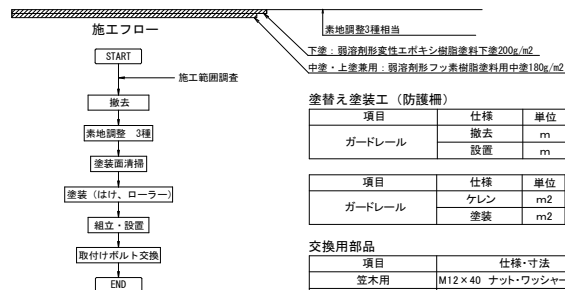 施工フロー
START
施工範囲調査
撤去
素地調整 3種
塗装面清掃
塗装（はけ、ローラー）
組立・設置
取付けボルト交換
END
素地調整3種相当
下塗：弱溶剤形変性エポキシ樹脂塗料下塗200g/m2
中塗・上塗兼用：弱溶剤形フッ素樹脂塗料用中塗180g/m2
塗替え塗装工（防護柵）
項目 仕様 単位
ガードレール 撤去 m
設置 m
項目 仕様 単位
ガードレール ケレン m2
塗装 m2
交換用部品
項目 仕様・寸法
笠木用 M12×40 ナット・ワッシャー